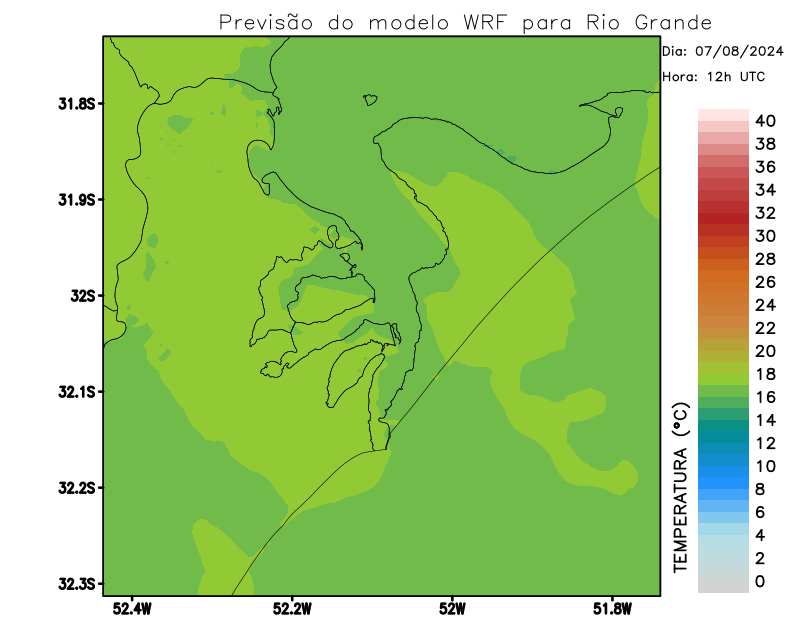 Previsão do modelo WRF para Rio Grande
Dia: 07/08/2024
Hora: 12h UTC
31.8S
31.9S
32S
32.1S
32.2S
32.3S
52.4W
52.2W
52W
51.8W
TEMPERATURA (°C)
40
38
36
34
32
30
28
26
24
22
20
18
16
14
12
10
8
6
4
2
0